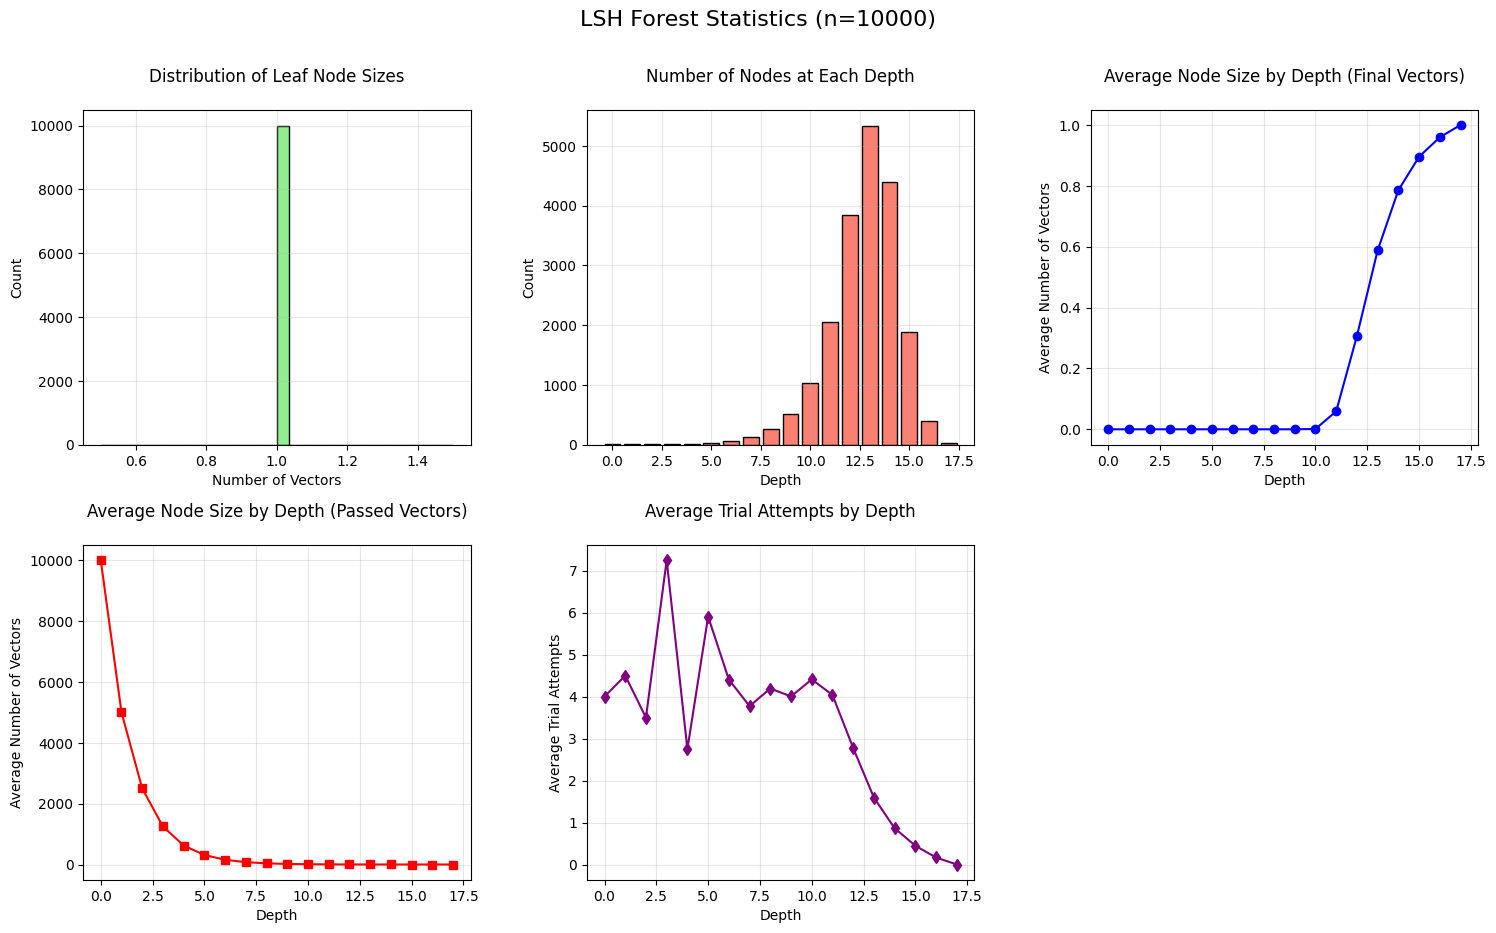 LSH Forest Statistics (n=10000)
Distribution of Leaf Node Sizes
Count
10000
8000
6000
4000
2000
0
0.6 0.8 1.0 1.2 1.4
Number of Vectors
Number of Nodes at Each Depth
Count
5000
4000
3000
2000
1000
0
0.0 2.5 5.0 7.5 10.0 12.5 15.0 17.5
Depth
Average Node Size by Depth (Final Vectors)
Average Number of Vectors
1.0
0.8
0.6
0.4
0.2
0.0
0.0 2.5 5.0 7.5 10.0 12.5 15.0 17.5
Depth
Average Node Size by Depth (Passed Vectors)
Average Number of Vectors
10000
8000
6000
4000
2000
0
0.0 2.5 5.0 7.5 10.0 12.5 15.0 17.5
Depth
Average Trial Attempts by Depth
Average Trial Attempts
7
6
5
4
3
2
1
0
0.0 2.5 5.0 7.5 10.0 12.5 15.0 17.5
Depth